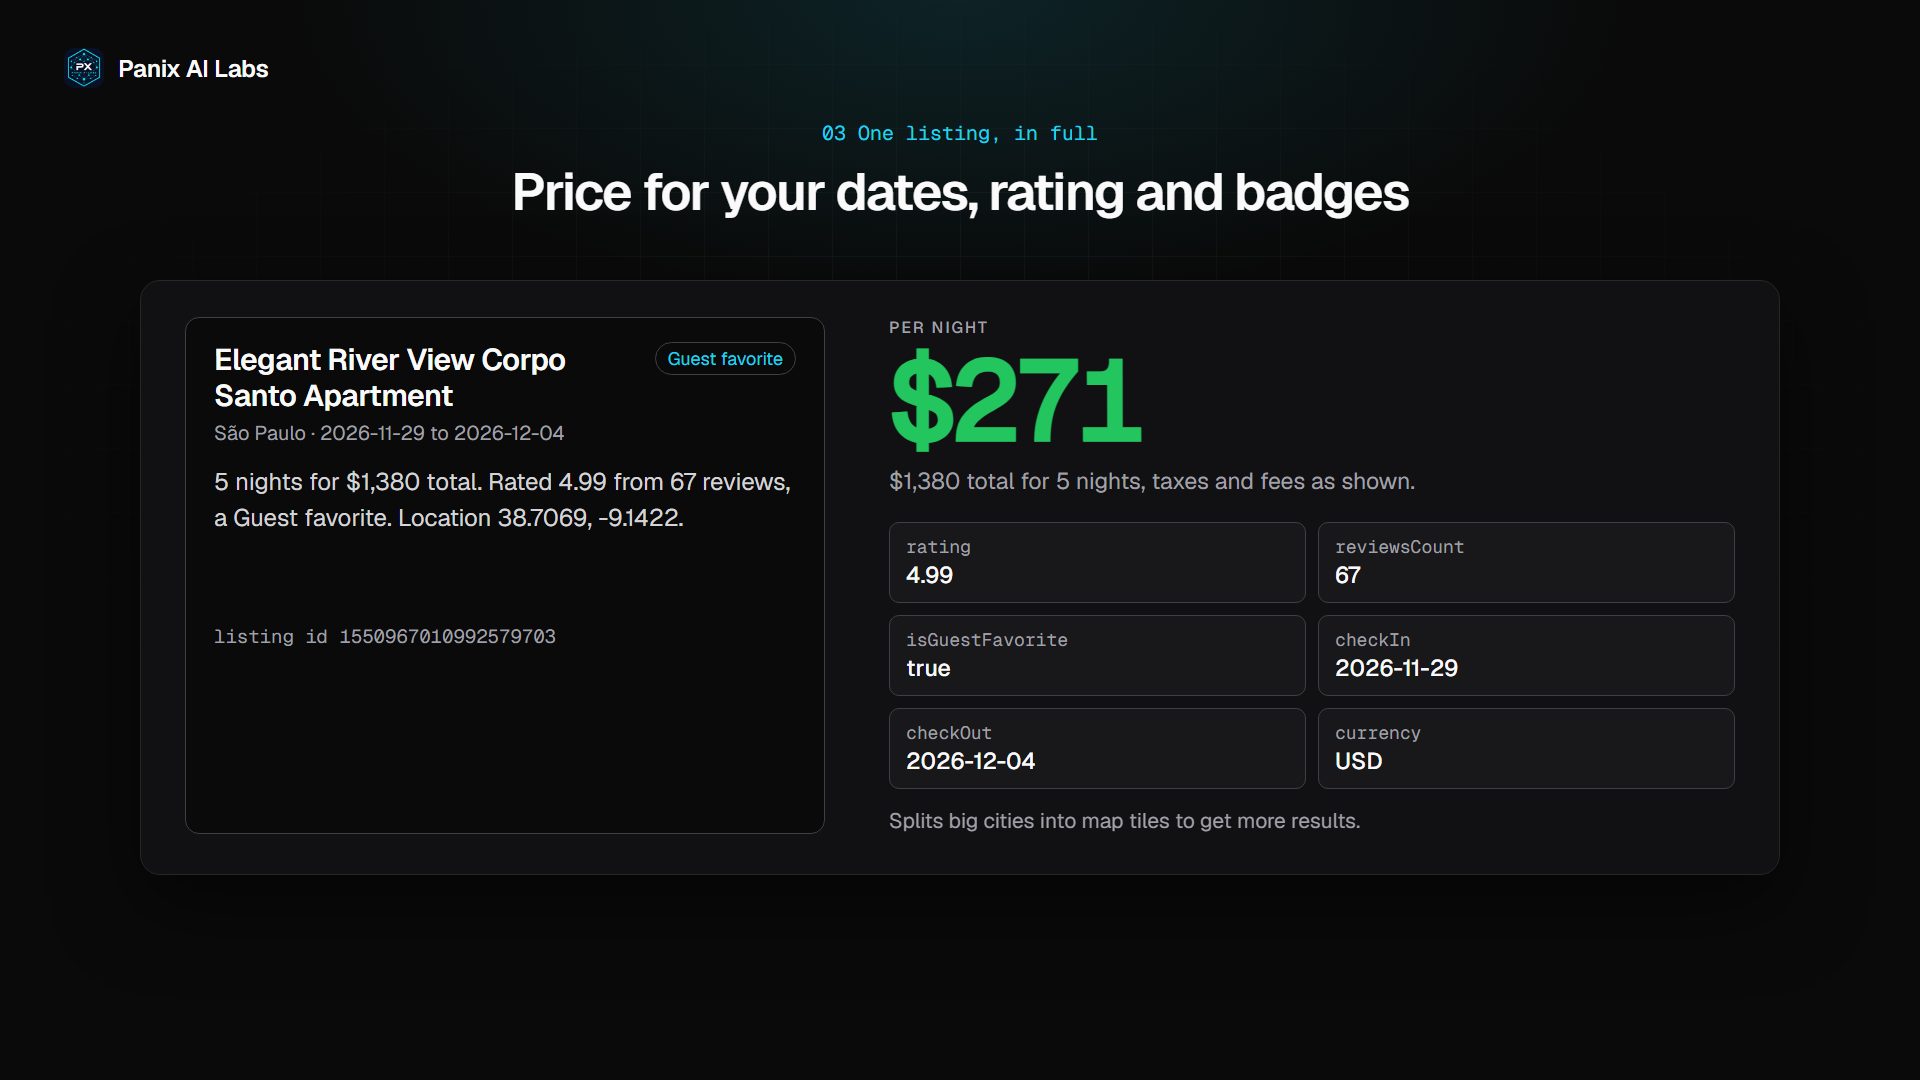 PX
Panix AI Labs
03 One listing, in full
Price for your dates, rating and badges
Elegant River View Corpo
Santo Apartment
Guest favorite
São Paulo · 2026-11-29 to 2026-12-04
5 nights for $1,380 total. Rated 4.99 from 67 reviews,
a Guest favorite. Location 38.7069, -9.1422.
listing id 1550967010992579703
PER NIGHT
$271
$1,380 total for 5 nights, taxes and fees as shown.
rating
4.99
reviewsCount
67
isGuestFavorite
true
checkIn
2026-11-29
checkOut
2026-12-04
currency
USD
Splits big cities into map tiles to get more results.